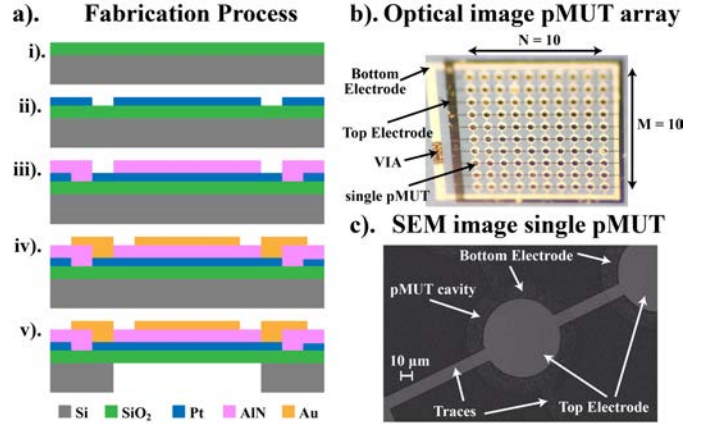 a). Fabrication Process
i).
ii).
iii).
iv).
v).
Si SiO2 Pt AlN Au
b). Optical image pMUT array
N = 10
Bottom
Electrode
Top Electrode
VIA
single pMUT
M = 10
c). SEM image single pMUT
Bottom Electrode
pMUT cavity
10 μm
Traces
Top Electrode